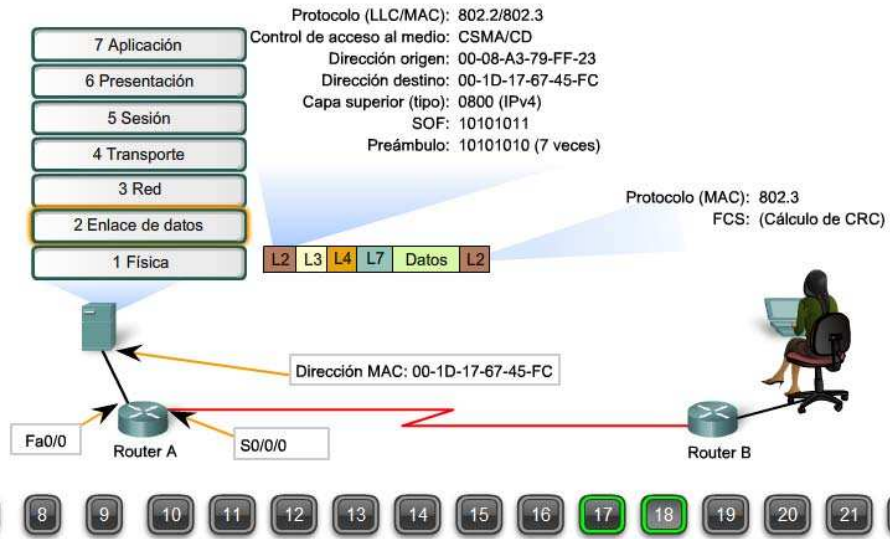 Protocolo (LLC/MAC): 802.2/802.3
Control de acceso al medio: CSMA/CD
Dirección origen: 00-08-A3-79-FF-23
Dirección destino: 00-1D-17-67-45-FC
Capa superior (tipo): 0800 (IPv4)
SOF: 10101011
Preámbulo: 10101010 (7 veces)
7 Aplicación
6 Presentación
5 Sesión
4 Transporte
3 Red
2 Enlace de datos
1 Física
Protocolo (MAC): 802.3
FCS: (Cálculo de CRC)
L2 L3 L4 L7 Datos L2
Dirección MAC: 00-1D-17-67-45-FC
Fa0/0
Router A
S0/0/0
Router B
8 9 10 11 12 13 14 15 16 17 18 19 20 21